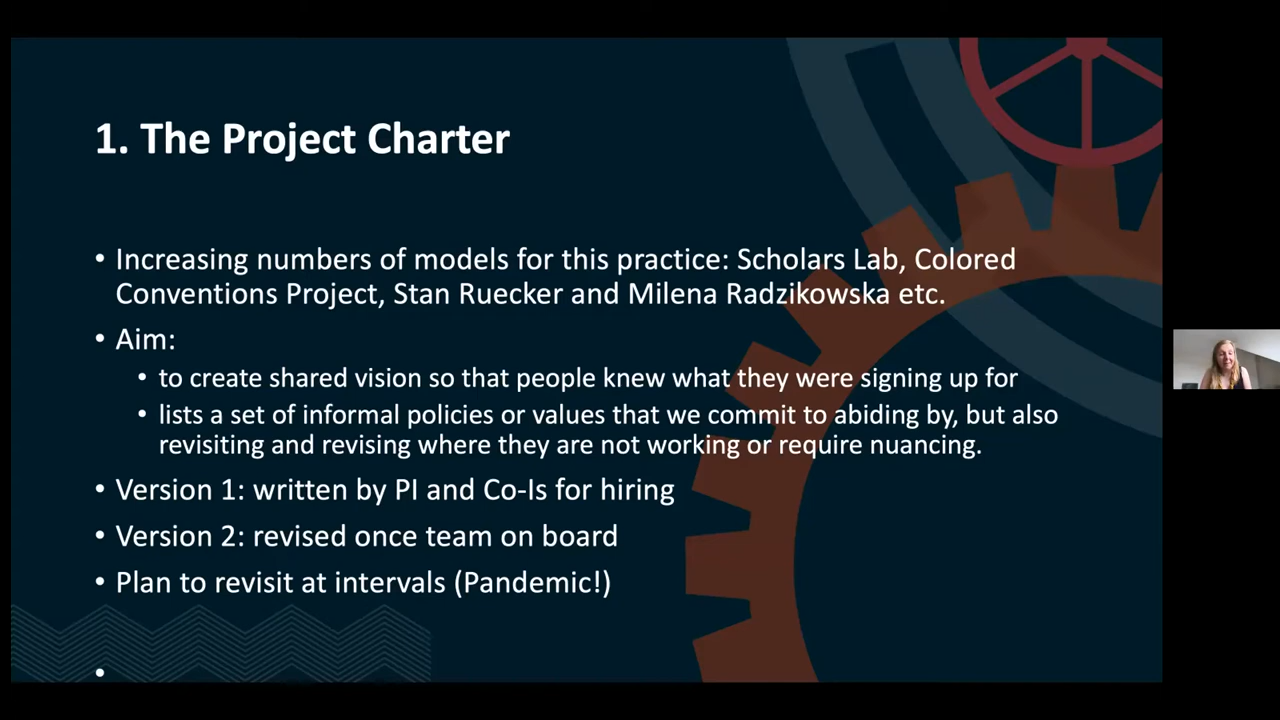 1. The Project Charter
• Increasing numbers of models for this practice: Scholars Lab, Colored
Conventions Project, Stan Ruecker and Milena Radzikowska etc.
• Aim:
• to create shared vision so that people knew what they were signing up for
• lists a set of informal policies or values that we commit to abiding by, but also
revisiting and revising where they are not working or require nuancing.
• Version 1: written by PI and Co-Is for hiring
• Version 2: revised once team on board
• Plan to revisit at intervals (Pandemic!)
•